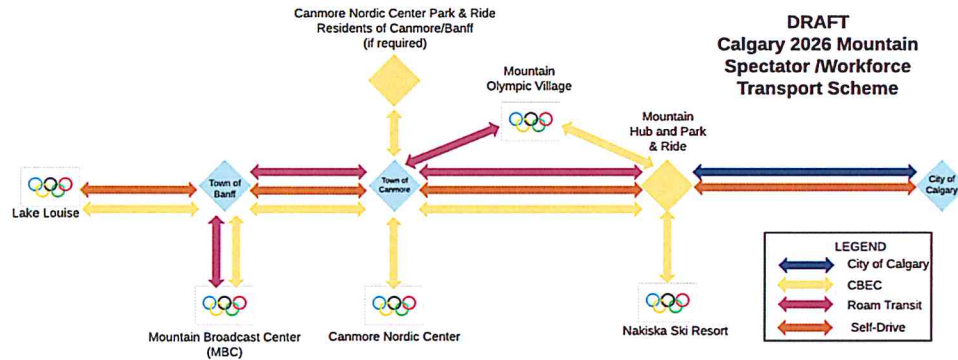 Canmore Nordic Center Park & Ride
Residents of Canmore/Banff
(if required)
DRAFT
Calgary 2026 Mountain
Spectator /Workforce
Transport Scheme
Mountain
Olympic Village
Mountain
Hub and Park
& Ride
Lake Louise
Town of
Banff
Town of
Canmore
City of
Calgary
Mountain Broadcast Center
(MBC)
Canmore Nordic Center
Nakiska Ski Resort
LEGEND
City of Calgary
CBEC
Roam Transit
Self-Drive